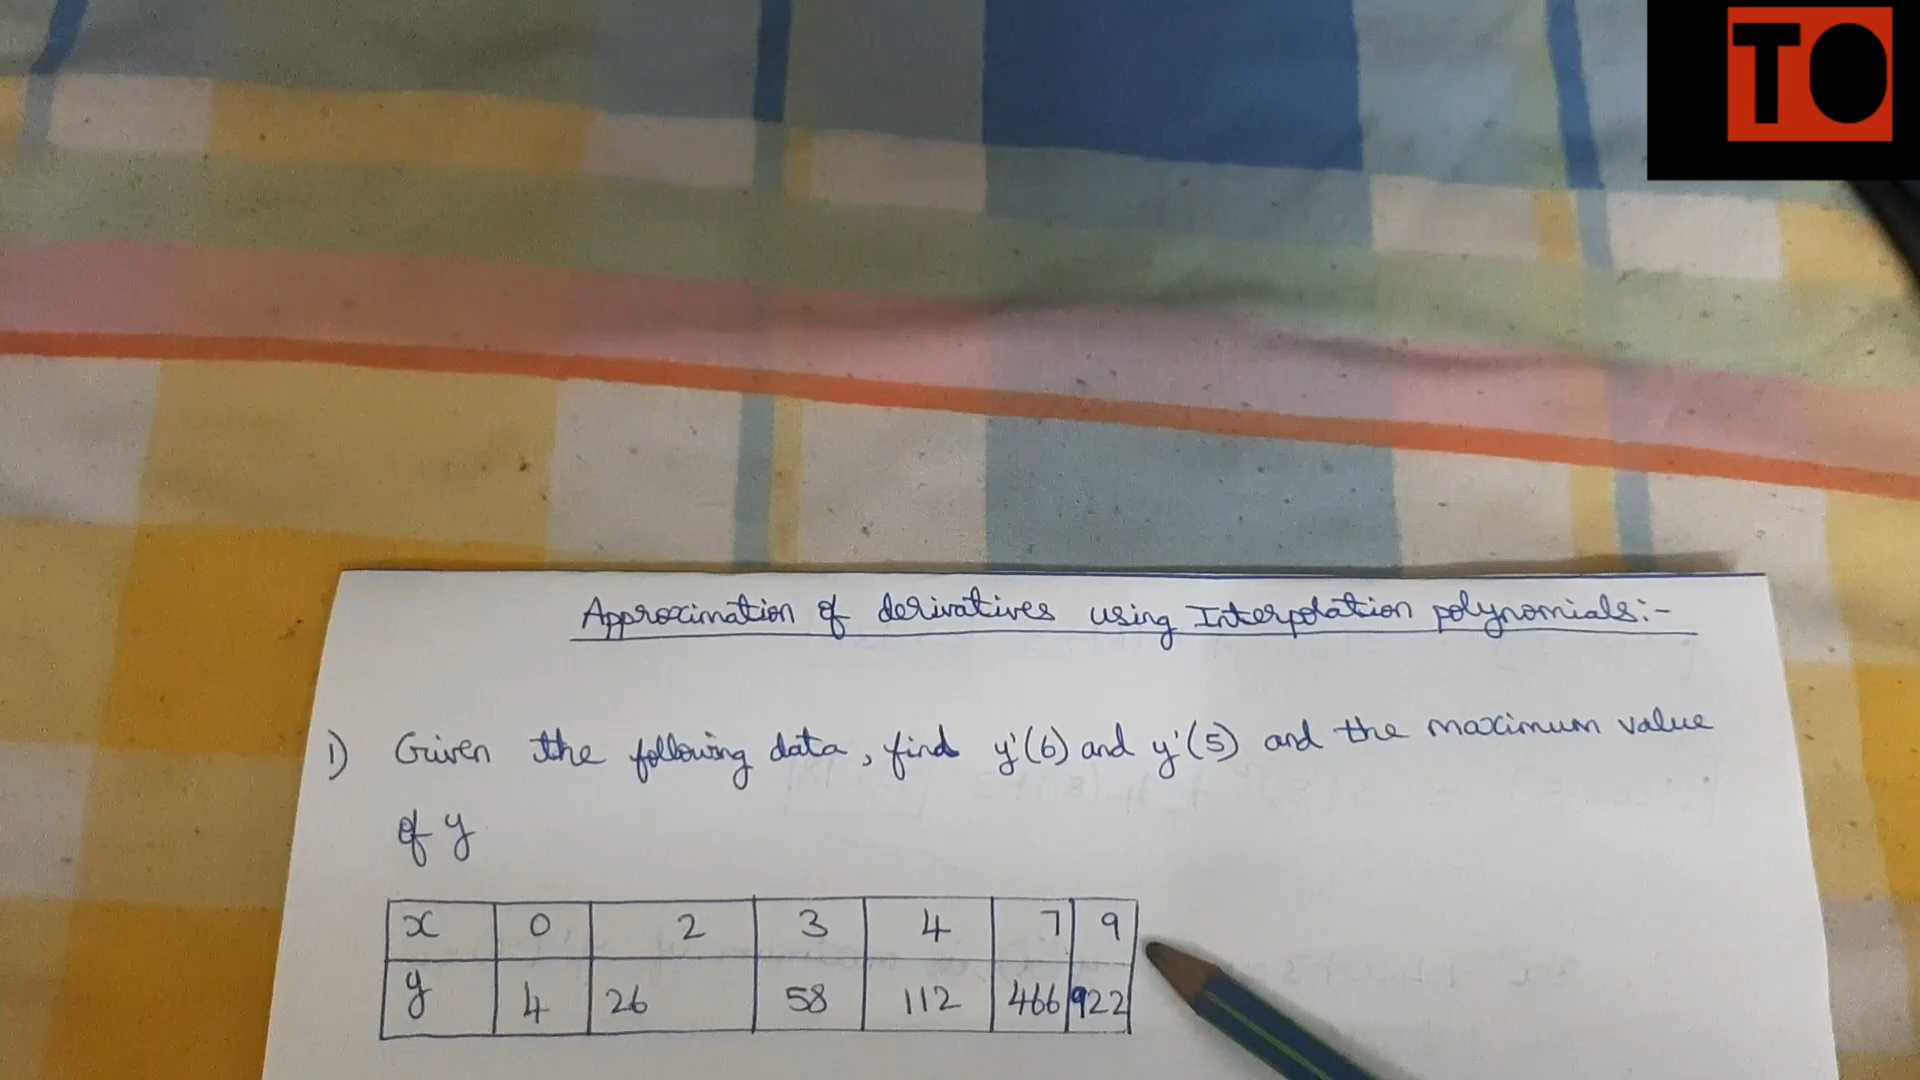 TO
Approximation of derivatives using Interpolation polynomials:-
1) Given the following data, find y'(6) and y'(5) and the maximum value
of y
x 0 2 3 4 7 9
y 4 26 58 112 466 922